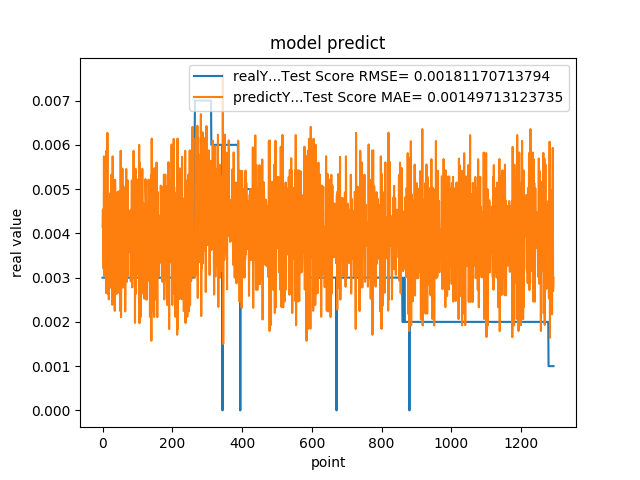 model predict
realY...Test Score RMSE= 0.00181170713794
predictY...Test Score MAE= 0.00149713123735
real value
0.007
0.006
0.005
0.004
0.003
0.002
0.001
0.000
0 200 400 600 800 1000 1200
point